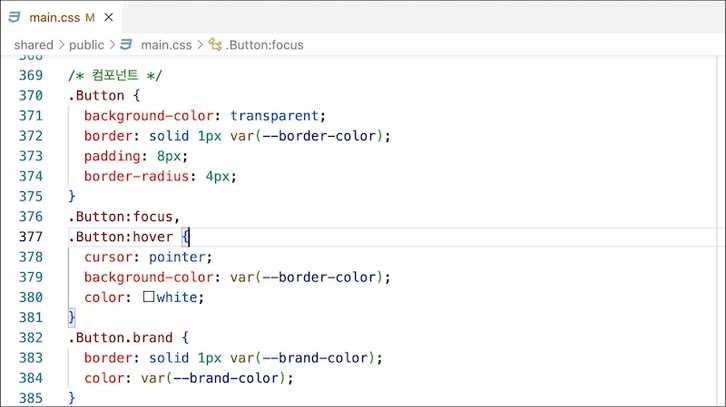 main.css M ×
shared > public > main.css > .Button:focus
368
369 /* 컴포넌트 */
370 .Button {
371 background-color: transparent;
372 border: solid 1px var(--border-color);
373 padding: 8px;
374 border-radius: 4px;
375 }
376 .Button:focus,
377 .Button:hover {
378 cursor: pointer;
379 background-color: var(--border-color);
380 color: white;
381 }
382 .Button.brand {
383 border: solid 1px var(--brand-color);
384 color: var(--brand-color);
385 }